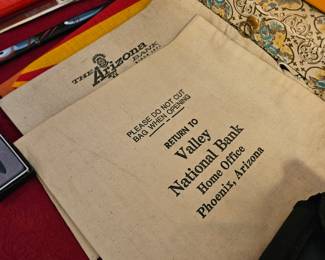 THE
Arizona
BANK
PLEASE DO NOT CUT
BAG WHEN OPENING
RETURN TO
Valley
National Bank
Home Office
Phoenix, Arizona